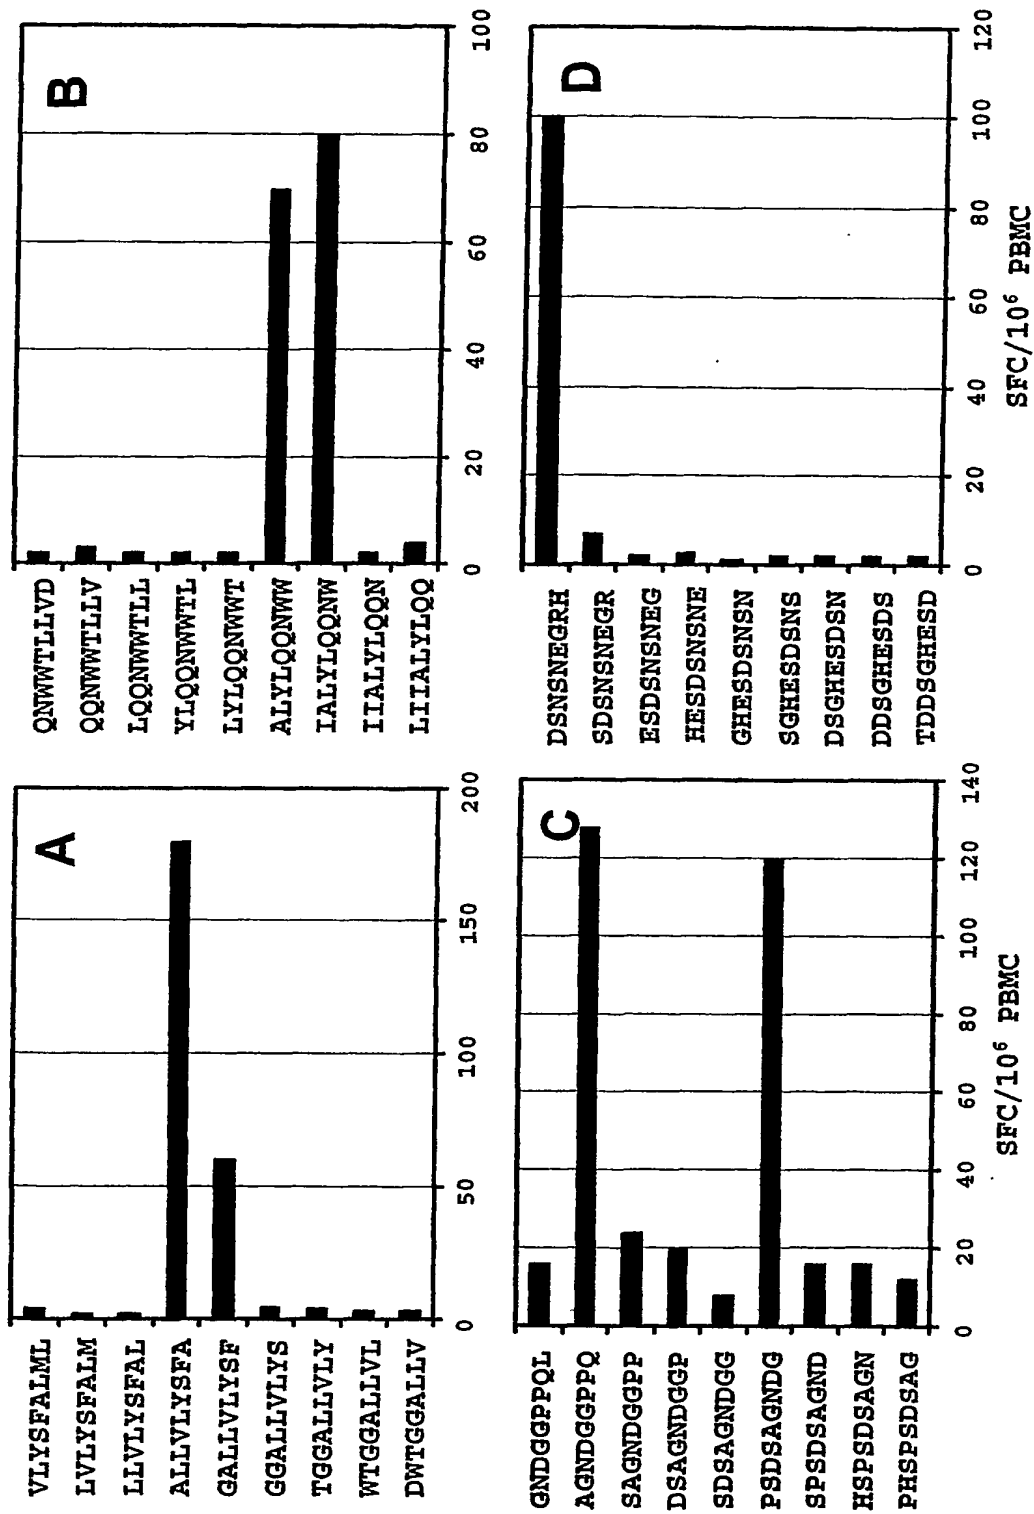 A
VLYSFALML
LVLYSFALM
LLVLYSFAL
ALLVLYSFA
GALLVLYSF
GGALLVLYS
TGGALLVLY
WTGGALLVL
DWTGGALLV
0 50 100 150 200
B
QNWWTLLVD
QQNWWTLLV
LQQNWWTLL
YLQQNWWTL
LYLQQNWWT
ALYLQQNWW
IALYLQQNW
IIALYLQQN
LIIALYLQQ
0 20 40 60 80 100
C
GNDGGPPQL
AGNDGGPPQ
SAGNDGGPP
DSAGNDGGP
SDSAGNDGG
PSDSAGNDG
SPSDSAGND
HSPSDSAGN
PHSPSDSAG
0 20 40 60 80 100 120 140
SFC/10⁶ PBMC
D
DSNSNEGRH
SDSNSNEGR
ESDSNSNEG
HESDSNSNE
GHESDSNSN
SGHESDSNS
DSGHESDSN
DDSGHESDS
TDDSGHESD
0 20 40 60 80 100 120
SFC/10⁶ PBMC